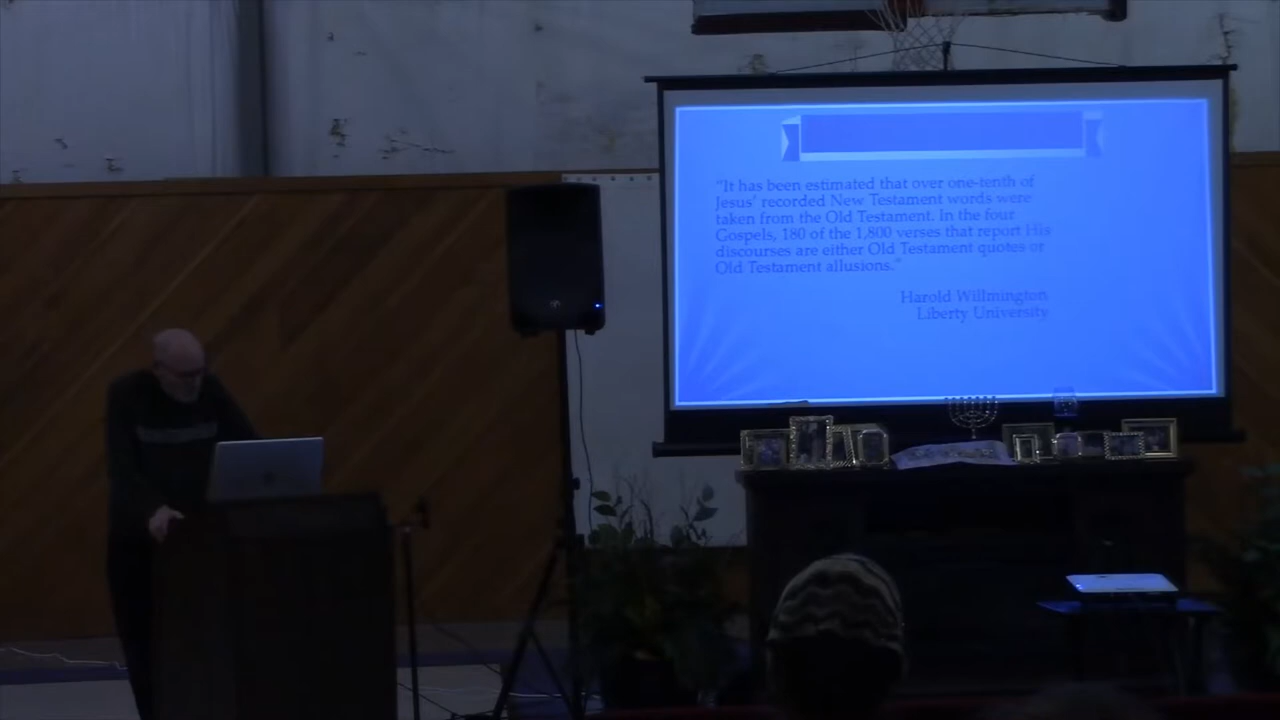 “It has been estimated that over one-tenth of
Jesus’ recorded New Testament words were
taken from the Old Testament. In the four
Gospels, 180 of the 1,800 verses that report His
discourses are either Old Testament quotes or
Old Testament allusions.”
Harold Willmington
Liberty University